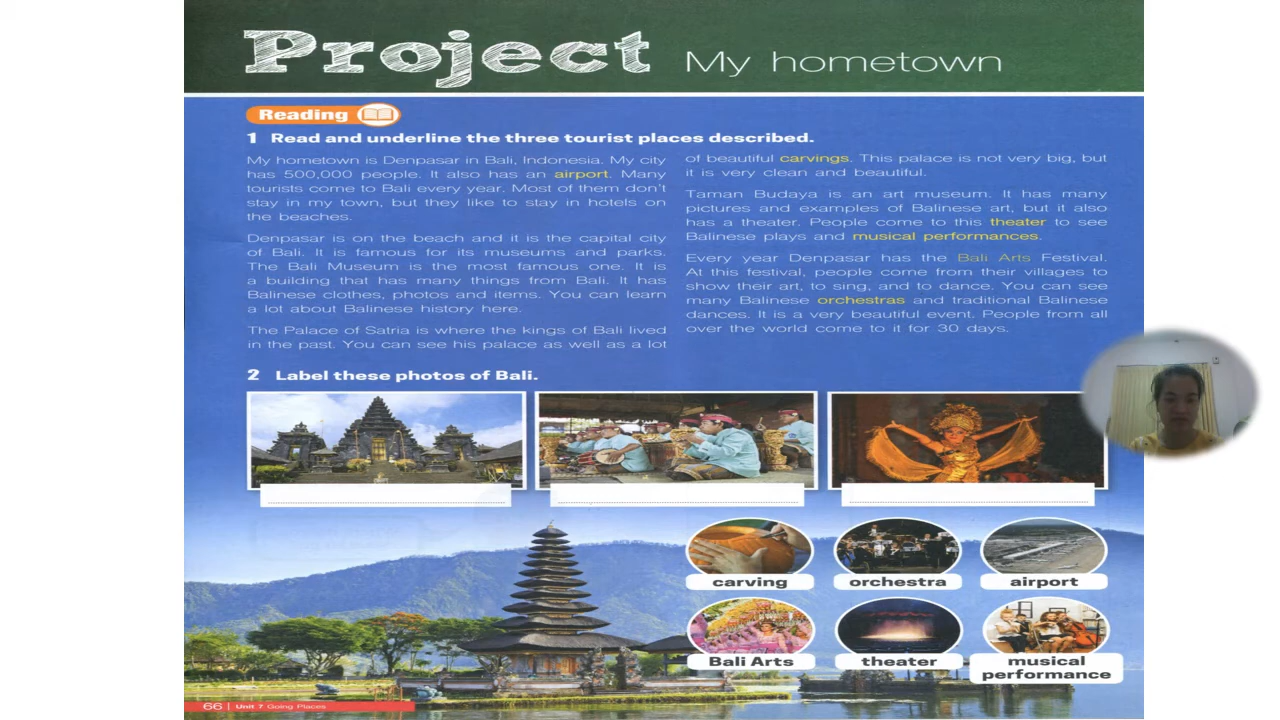 Project My hometown
Reading
1 Read and underline the three tourist places described.
My hometown is Denpasar in Bali, Indonesia. My city
has 500,000 people. It also has an airport. Many
tourists come to Bali every year. Most of them don't
stay in my town, but they like to stay in hotels on
the beaches.
Denpasar is on the beach and it is the capital city
of Bali. It is famous for its museums and parks.
The Bali Museum is the most famous one. It is
a building that has many things from Bali. It has
Balinese clothes, photos and items. You can learn
a lot about Balinese history here.
The Palace of Satria is where the kings of Bali lived
in the past. You can see his palace as well as a lot
of beautiful carvings. This palace is not very big, but
it is very clean and beautiful.
Taman Budaya is an art museum. It has many
pictures and examples of Balinese art, but it also
has a theater. People come to this theater to see
Balinese plays and musical performances.
Every year Denpasar has the Bali Arts Festival.
At this festival, people come from their villages to
show their art, to sing, and to dance. You can see
many Balinese orchestras and traditional Balinese
dances. It is a very beautiful event. People from all
over the world come to it for 30 days.
2 Label these photos of Bali.
carving
orchestra
airport
Bali Arts
theater
musical
performance
66 | Unit 7 Going Places